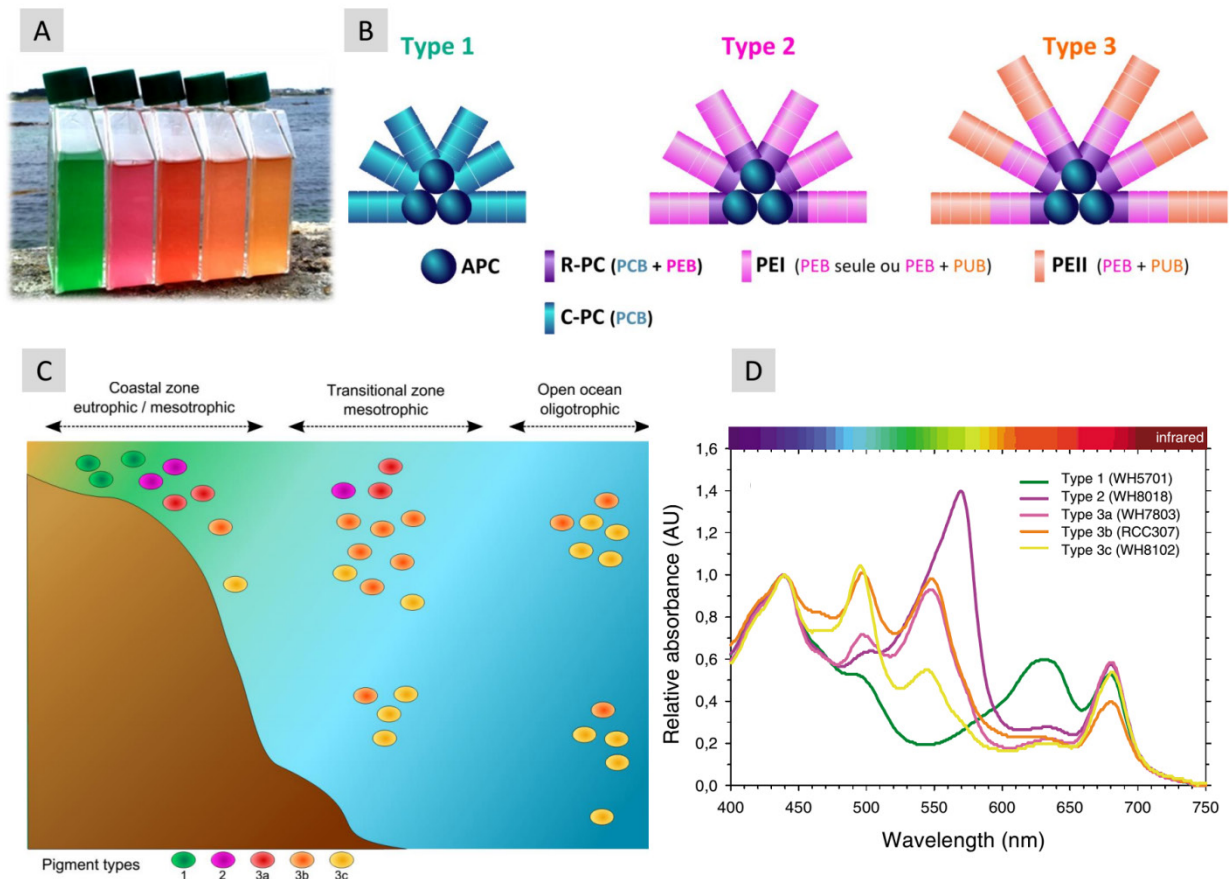 A
B
Type 1
Type 2
Type 3
APC
R-PC (PCB + PEB)
PEI (PEB seule ou PEB + PUB)
PEII (PEB + PUB)
C-PC (PCB)
C
Coastal zone
eutrophic / mesotrophic
Transitional zone
mesotrophic
Open ocean
oligotrophic
Pigment types
1
2
3a
3b
3c
D
infrared
1,6
1,4
1,2
1,0
0,8
0,6
0,4
0,2
0,0
Relative absorbance (AU)
Type 1 (WH5701)
Type 2 (WH8018)
Type 3a (WH7803)
Type 3b (RCC307)
Type 3c (WH8102)
400 450 500 550 600 650 700 750
Wavelength (nm)